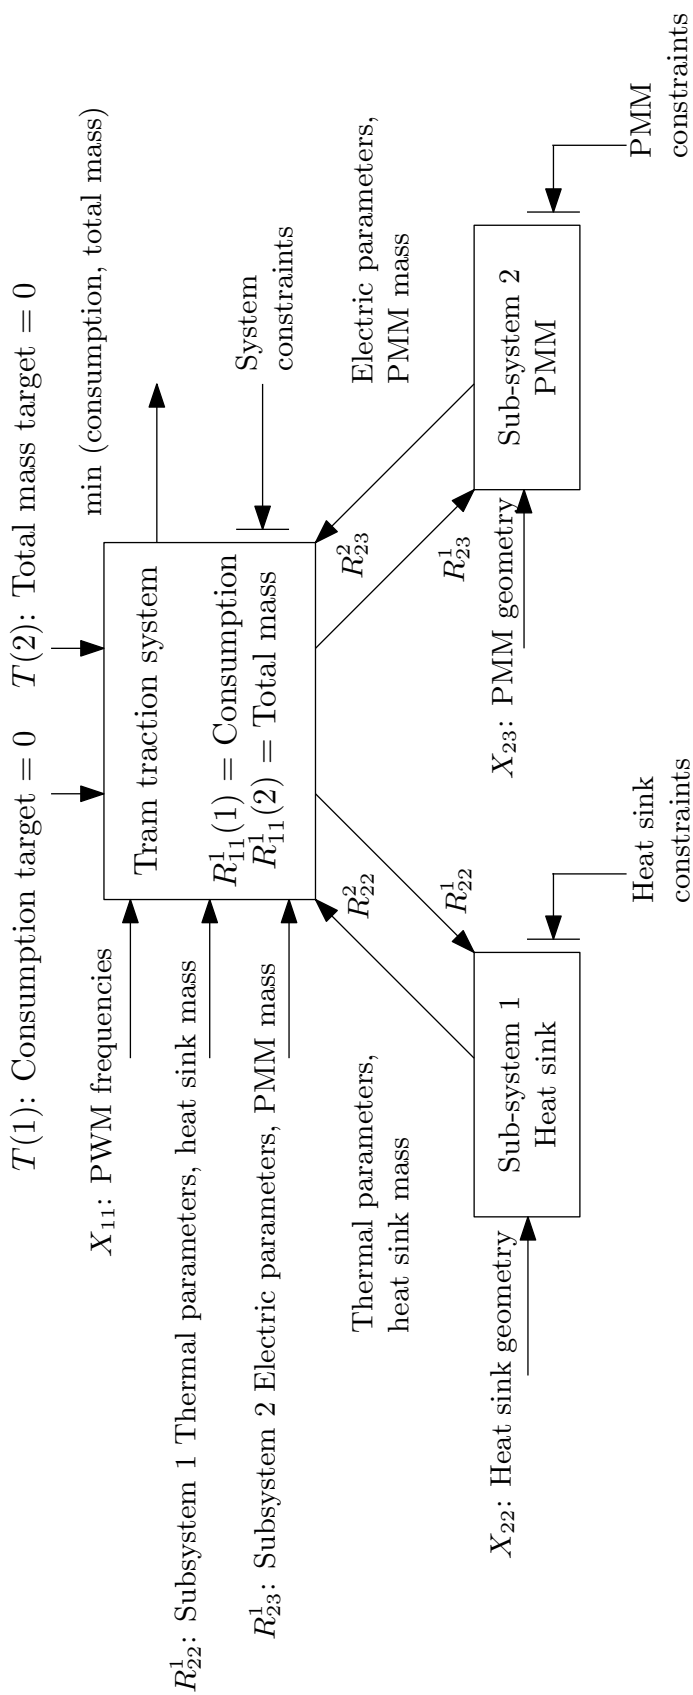 T(1): Consumption target = 0
T(2): Total mass target = 0
X₁₁: PWM frequencies
min (consumption, total mass)
Tram traction system
R¹₂₂: Subsystem 1 Thermal parameters, heat sink mass
R¹₁₁(1) = Consumption
R¹₁₁(2) = Total mass
System
constraints
R¹₂₃: Subsystem 2 Electric parameters, PMM mass
Thermal parameters,
heat sink mass
R²₂₂
R¹₂₂
R²₂₃
R¹₂₃
Electric parameters,
PMM mass
X₂₂: Heat sink geometry
Sub-system 1
Heat sink
Heat sink
constraints
X₂₃: PMM geometry
Sub-system 2
PMM
PMM
constraints